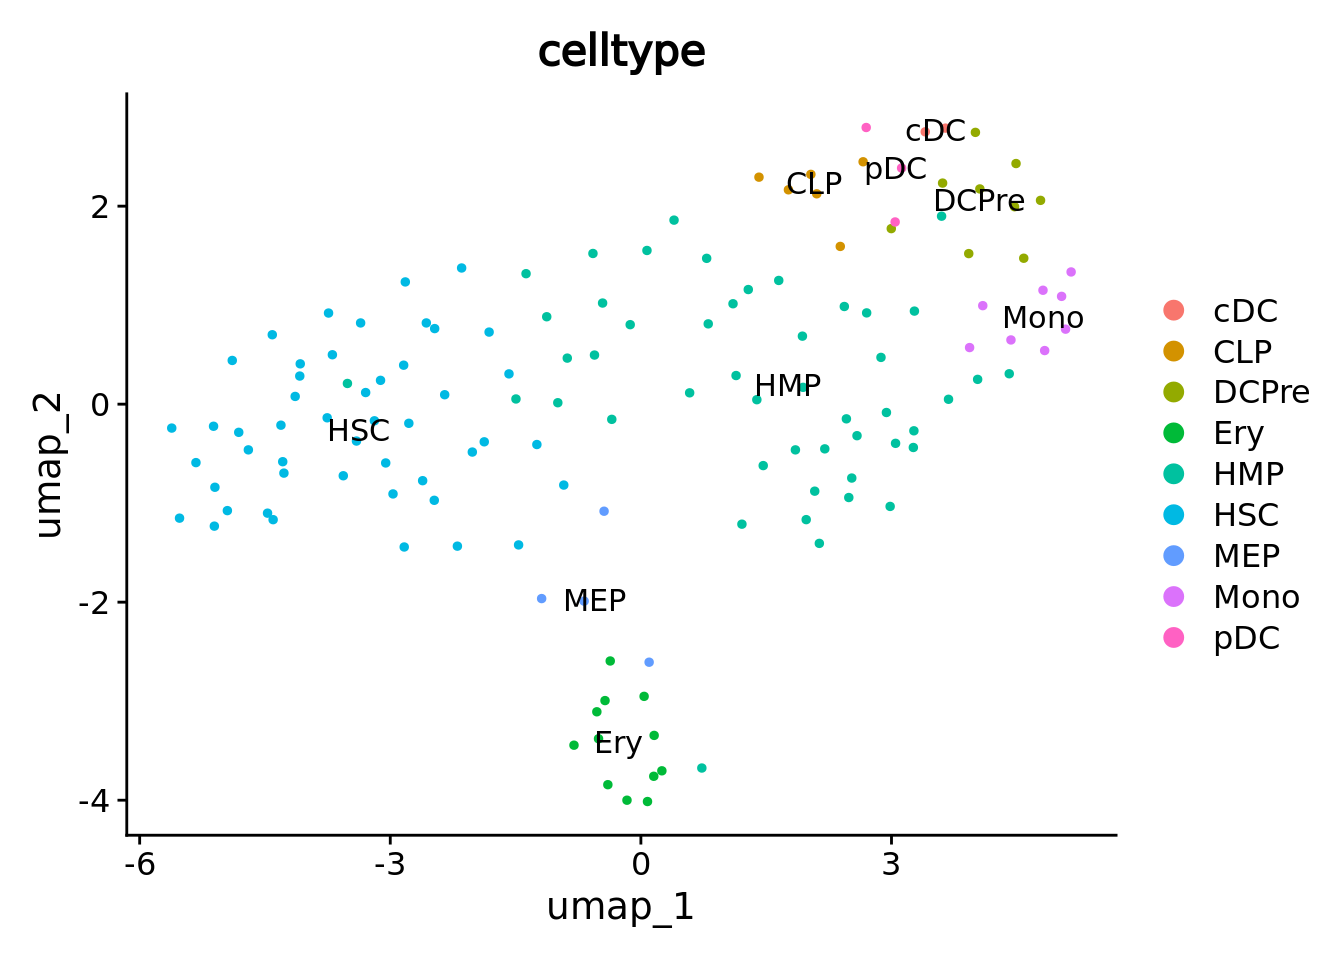 celltype
cDC
pDC
CLP
DCPre
Mono
HMP
HSC
MEP
Ery
2
0
-2
-4
umap_2
-6
-3
0
3
umap_1
cDC
CLP
DCPre
Ery
HMP
HSC
MEP
Mono
pDC